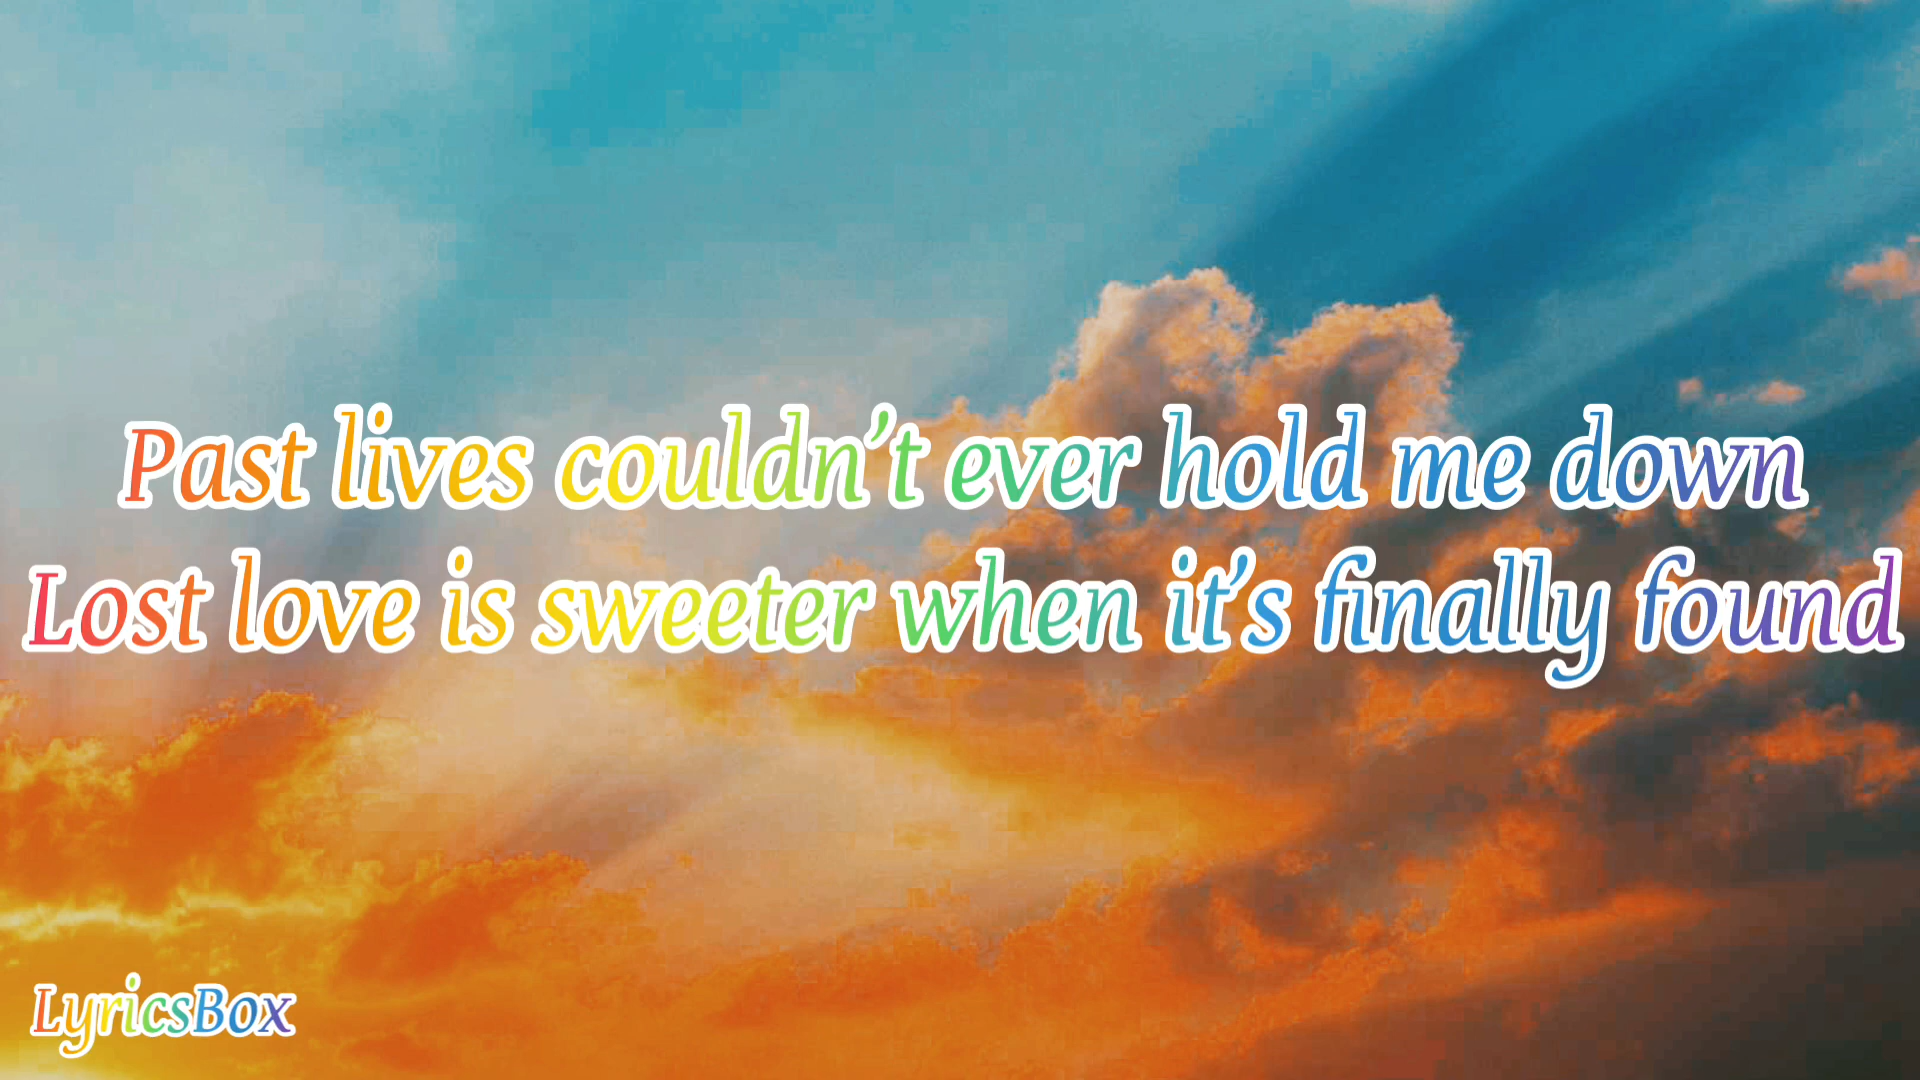 Past lives couldn’t ever hold me down
Lost love is sweeter when it’s finally found
LyricsBox